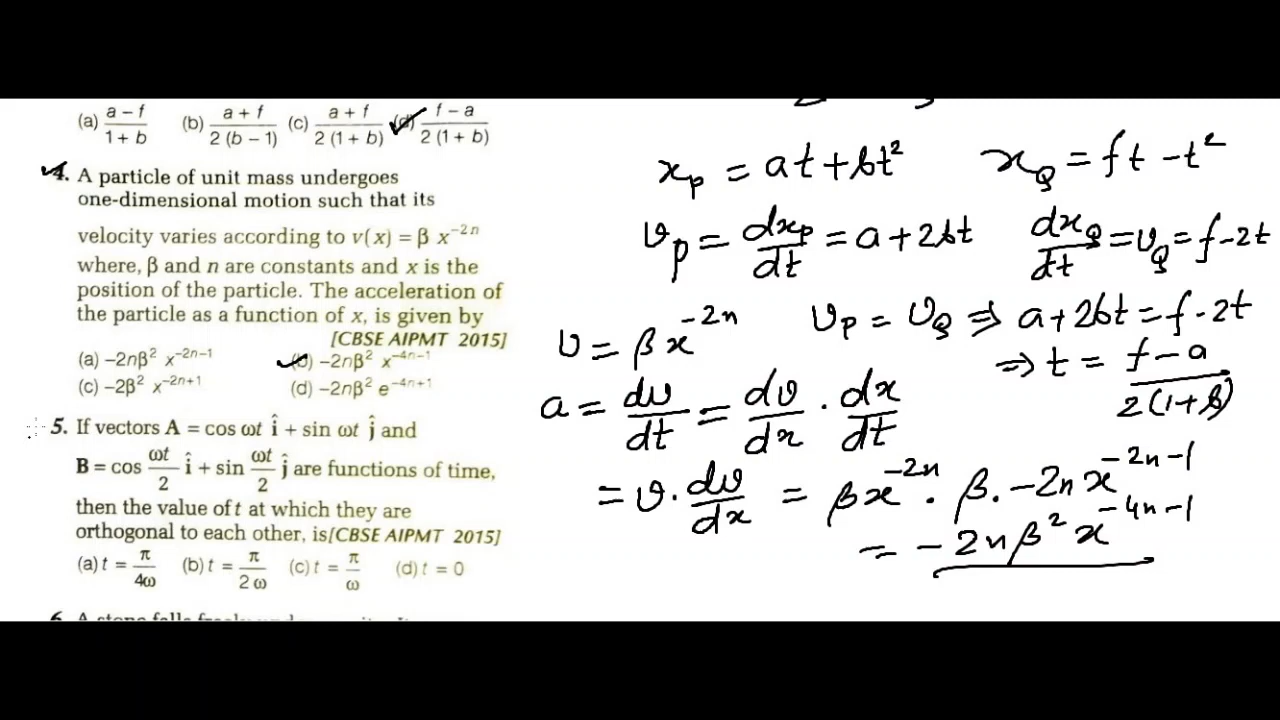 (a) a − f / 1 + b (b) a + f / 2 (b − 1) (c) a + f / 2 (1 + b) (d) f − a / 2 (1 + b)
4. A particle of unit mass undergoes
one-dimensional motion such that its
velocity varies according to v(x) = β x⁻²ⁿ
where, β and n are constants and x is the
position of the particle. The acceleration of
the particle as a function of x, is given by
[CBSE AIPMT 2015]
(a) −2nβ² x⁻²ⁿ⁻¹ (b) −2nβ² x⁻⁴ⁿ⁻¹
(c) −2β² x⁻²ⁿ⁺¹ (d) −2nβ² e⁻⁴ⁿ⁺¹
5. If vectors A = cos ωt î + sin ωt ĵ and
B = cos ωt/2 î + sin ωt/2 ĵ are functions of time,
then the value of t at which they are
orthogonal to each other, is [CBSE AIPMT 2015]
(a) t = π/4ω (b) t = π/2ω (c) t = π/ω (d) t = 0
6. A stone falls freely under
x_P = at + bt² x_Q = ft − t²
v_P = dx_P/dt = a + 2bt dx_Q/dt = v_Q = f − 2t
v_P = v_Q ⇒ a + 2bt = f − 2t
⇒ t = f − a / 2(1 + b)
v = βx⁻²ⁿ
a = dv/dt = dv/dx · dx/dt
= v · dv/dx = βx⁻²ⁿ · β · −2n x⁻²ⁿ⁻¹
= −2nβ² x⁻⁴ⁿ⁻¹